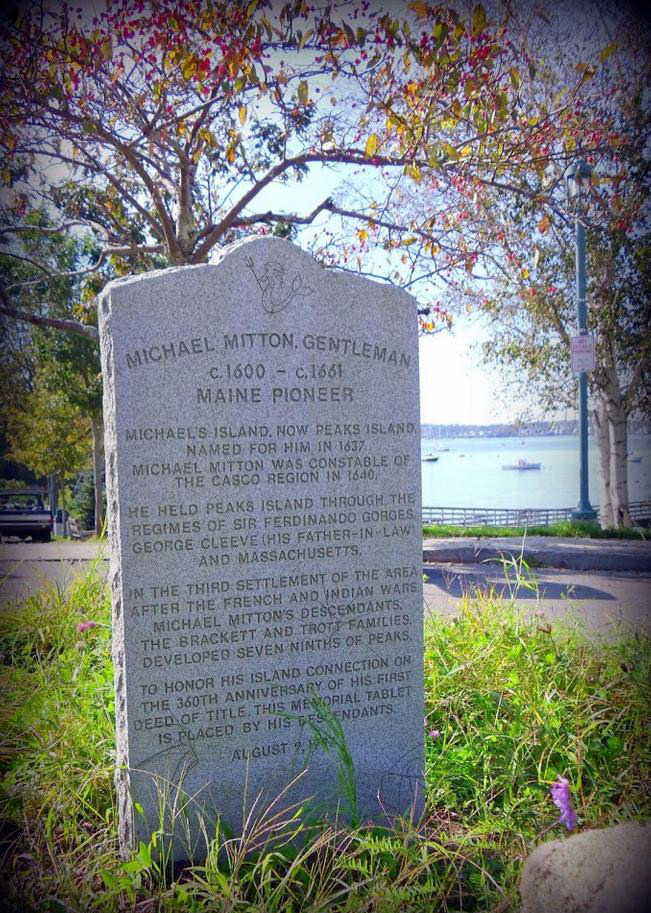 MICHAEL MITTON, GENTLEMAN
c.1600 - c.1661
MAINE PIONEER
MICHAEL'S ISLAND, NOW PEAKS ISLAND,
NAMED FOR HIM IN 1637.
MICHAEL MITTON WAS CONSTABLE OF
THE CASCO REGION IN 1640.
HE HELD PEAKS ISLAND THROUGH THE
REGIMES OF SIR FERDINANDO GORGES,
GEORGE CLEEVE (HIS FATHER-IN-LAW)
AND MASSACHUSETTS.
IN THE THIRD SETTLEMENT OF THE AREA
AFTER THE FRENCH AND INDIAN WARS
MICHAEL MITTON'S DESCENDANTS,
THE BRACKETT AND TROTT FAMILIES,
DEVELOPED SEVEN NINTHS OF PEAKS.
TO HONOR HIS ISLAND CONNECTION ON
THE 360TH ANNIVERSARY OF HIS FIRST
DEED OF TITLE, THIS MEMORIAL TABLET
IS PLACED BY HIS DESCENDANTS.
AUGUST 9,